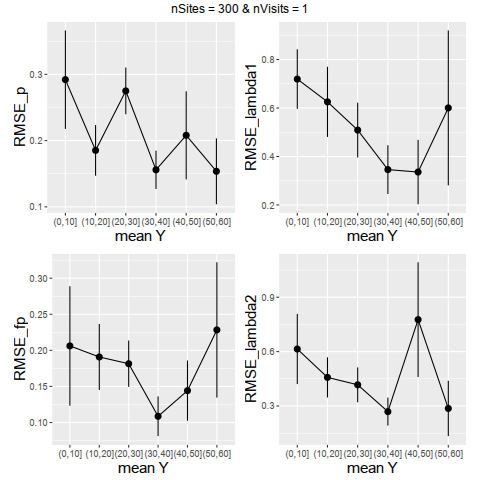 nSites = 300 & nVisits = 1
RMSE_p
0.3
0.2
0.1
(0,10] (10,20] (20,30] (30,40] (40,50] (50,60]
mean Y
RMSE_lambda1
0.8
0.6
0.4
0.2
(0,10] (10,20] (20,30] (30,40] (40,50] (50,60]
mean Y
RMSE_fp
0.30
0.25
0.20
0.15
0.10
(0,10] (10,20] (20,30] (30,40] (40,50] (50,60]
mean Y
RMSE_lambda2
0.9
0.6
0.3
(0,10] (10,20] (20,30] (30,40] (40,50] (50,60]
mean Y